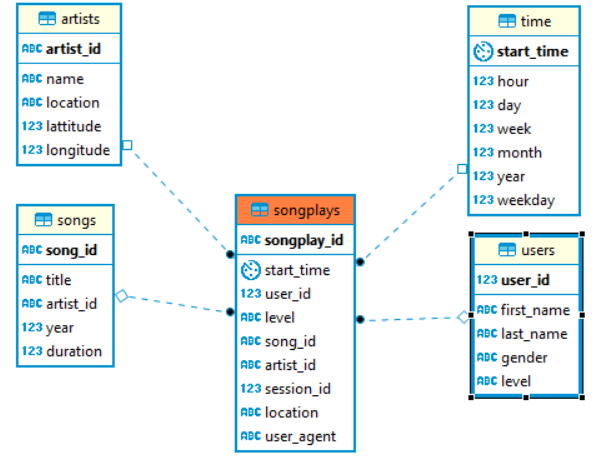 artists
ABC artist_id
ABC name
ABC location
123 lattitude
123 longitude
time
start_time
123 hour
123 day
123 week
123 month
123 year
123 weekday
songs
ABC song_id
ABC title
ABC artist_id
123 year
123 duration
songplays
ABC songplay_id
start_time
123 user_id
ABC level
ABC song_id
ABC artist_id
123 session_id
ABC location
ABC user_agent
users
123 user_id
ABC first_name
ABC last_name
ABC gender
ABC level